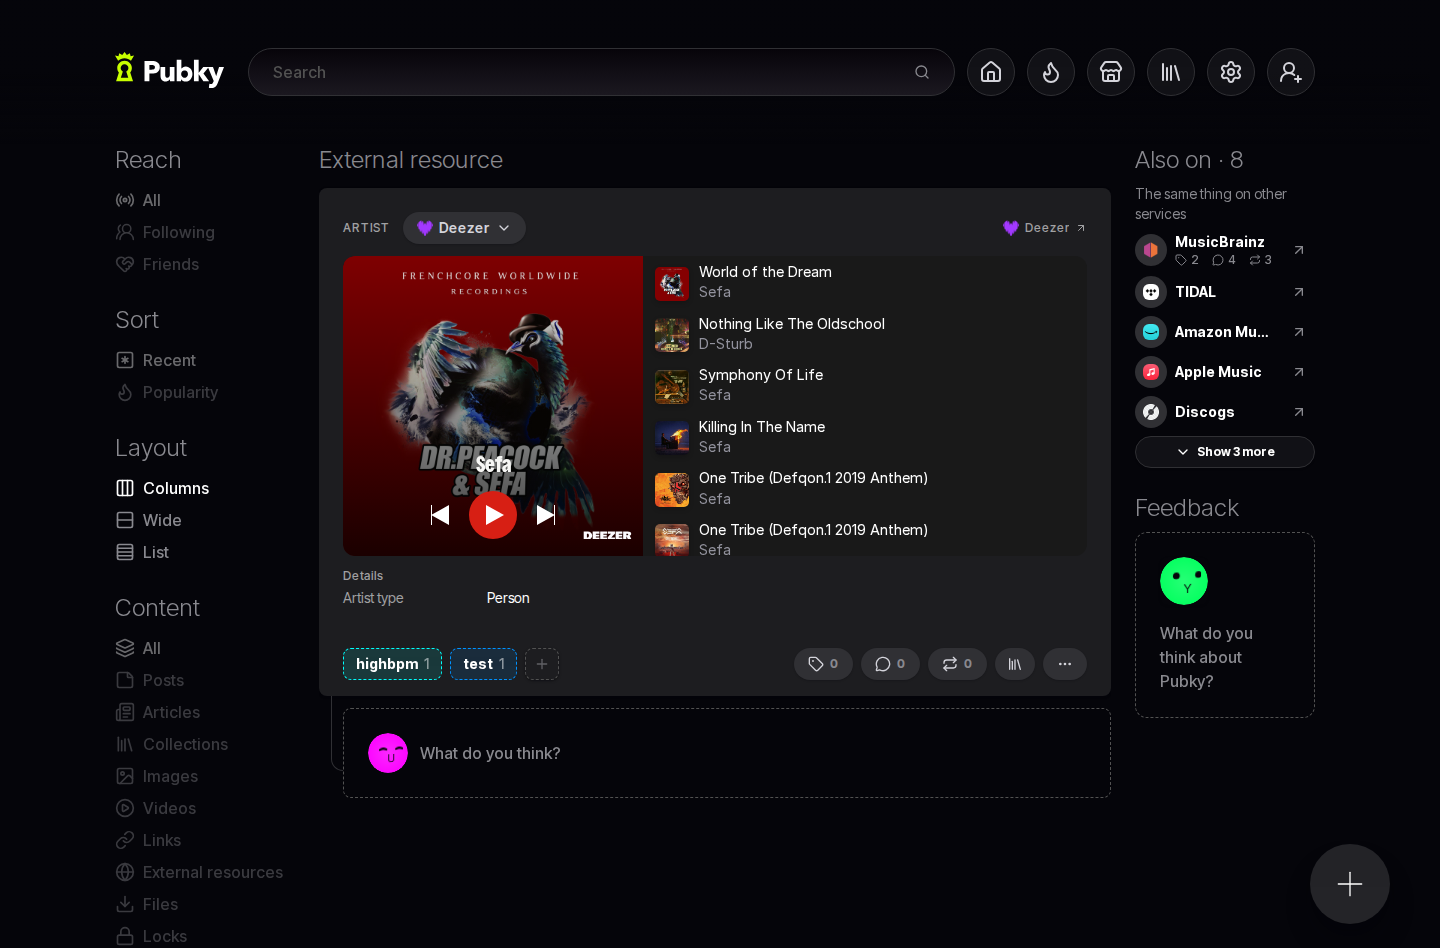 Pubky
Search
Reach
All
Following
Friends
Sort
Recent
Popularity
Layout
Columns
Wide
List
Content
All
Posts
Articles
Collections
Images
Videos
Links
External resources
Files
Locks
External resource
ARTIST
Deezer
Deezer
FRENCHCORE WORLDWIDE
RECORDINGS
DR.PEACOCK
& SEFA
Sefa
DEEZER
World of the Dream
Sefa
Nothing Like The Oldschool
D-Sturb
Symphony Of Life
Sefa
Killing In The Name
Sefa
One Tribe (Defqon.1 2019 Anthem)
Sefa
One Tribe (Defqon.1 2019 Anthem)
Sefa
Details
Artist type Person
highbpm 1 test 1
0 0 0
What do you think?
Also on · 8
The same thing on other
services
MusicBrainz
2 4 3
TIDAL
Amazon Mu...
Apple Music
Discogs
Show 3 more
Feedback
What do you
think about
Pubky?